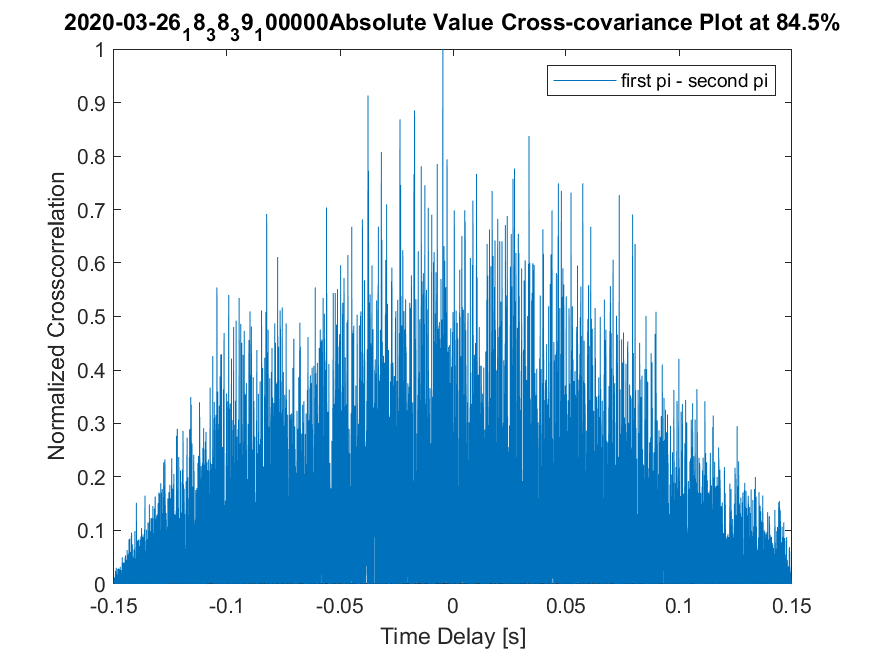 2020-03-26₁8₃8₃9₁00000Absolute Value Cross-covariance Plot at 84.5%
first pi - second pi
1
0.9
0.8
0.7
0.6
0.5
0.4
0.3
0.2
0.1
0
Normalized Crosscorrelation
-0.15 -0.1 -0.05 0 0.05 0.1 0.15
Time Delay [s]